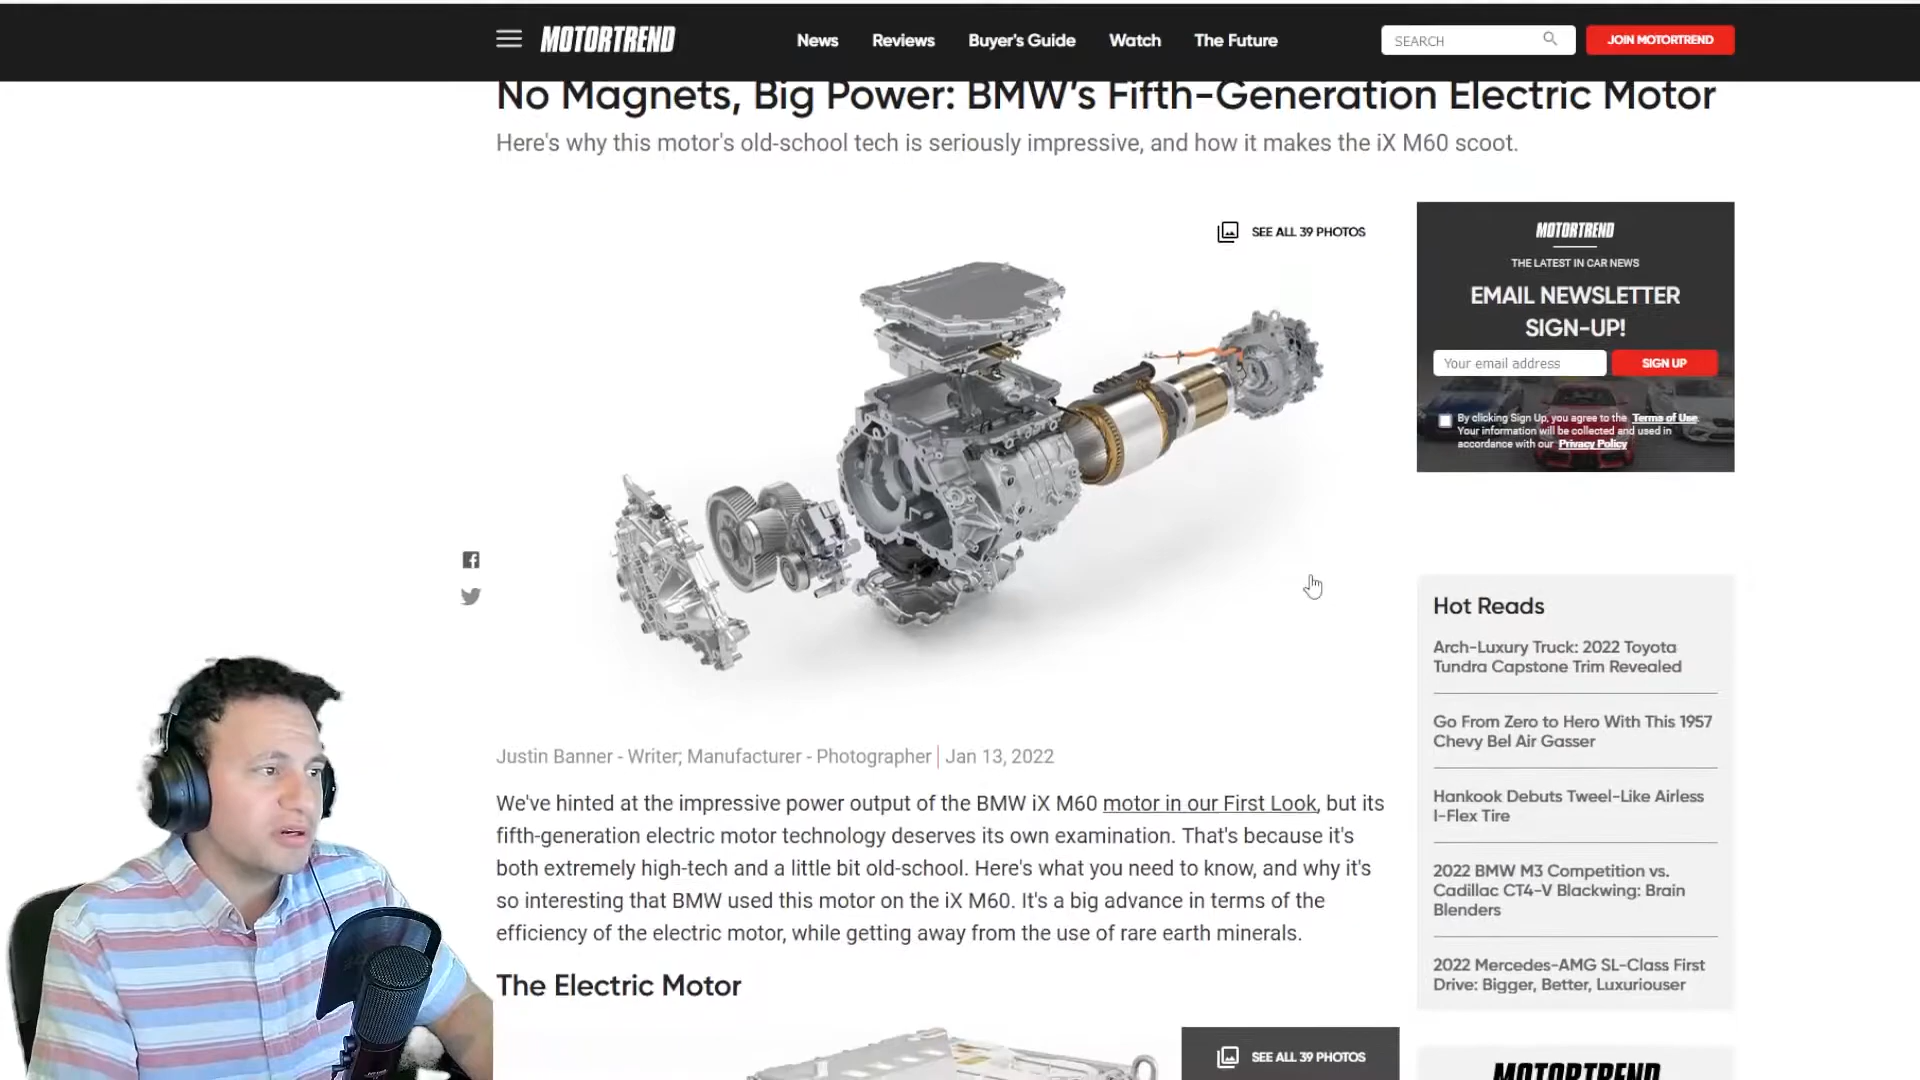 MOTORTREND
News
Reviews
Buyer's Guide
Watch
The Future
SEARCH
JOIN MOTORTREND
No Magnets, Big Power: BMW's Fifth-Generation Electric Motor
Here's why this motor's old-school tech is seriously impressive, and how it makes the iX M60 scoot.
SEE ALL 39 PHOTOS
Justin Banner - Writer; Manufacturer - Photographer | Jan 13, 2022
We've hinted at the impressive power output of the BMW iX M60 motor in our First Look, but its
fifth-generation electric motor technology deserves its own examination. That's because it's
both extremely high-tech and a little bit old-school. Here's what you need to know, and why it's
so interesting that BMW used this motor on the iX M60. It's a big advance in terms of the
efficiency of the electric motor, while getting away from the use of rare earth minerals.
The Electric Motor
SEE ALL 39 PHOTOS
MOTORTREND
THE LATEST IN CAR NEWS
EMAIL NEWSLETTER
SIGN-UP!
Your email address
SIGN UP
By clicking Sign Up, you agree to the Terms of Use.
Your information will be collected and used in
accordance with our Privacy Policy
Hot Reads
Arch-Luxury Truck: 2022 Toyota
Tundra Capstone Trim Revealed
Go From Zero to Hero With This 1957
Chevy Bel Air Gasser
Hankook Debuts Tweel-Like Airless
I-Flex Tire
2022 BMW M3 Competition vs.
Cadillac CT4-V Blackwing: Brain
Blenders
2022 Mercedes-AMG SL-Class First
Drive: Bigger, Better, Luxuriouser
MOTORTREND